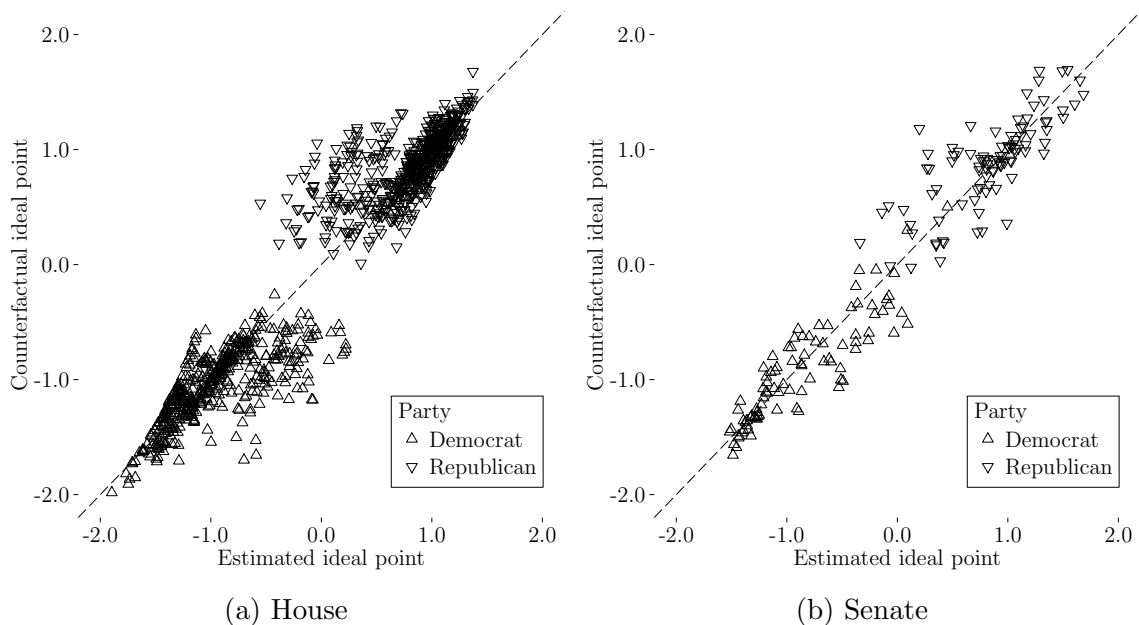 2.0
1.0
0.0
-1.0
-2.0
Counterfactual ideal point
-2.0 -1.0 0.0 1.0 2.0
Estimated ideal point
Party
Democrat
Republican
(a) House
2.0
1.0
0.0
-1.0
-2.0
Counterfactual ideal point
-2.0 -1.0 0.0 1.0 2.0
Estimated ideal point
Party
Democrat
Republican
(b) Senate